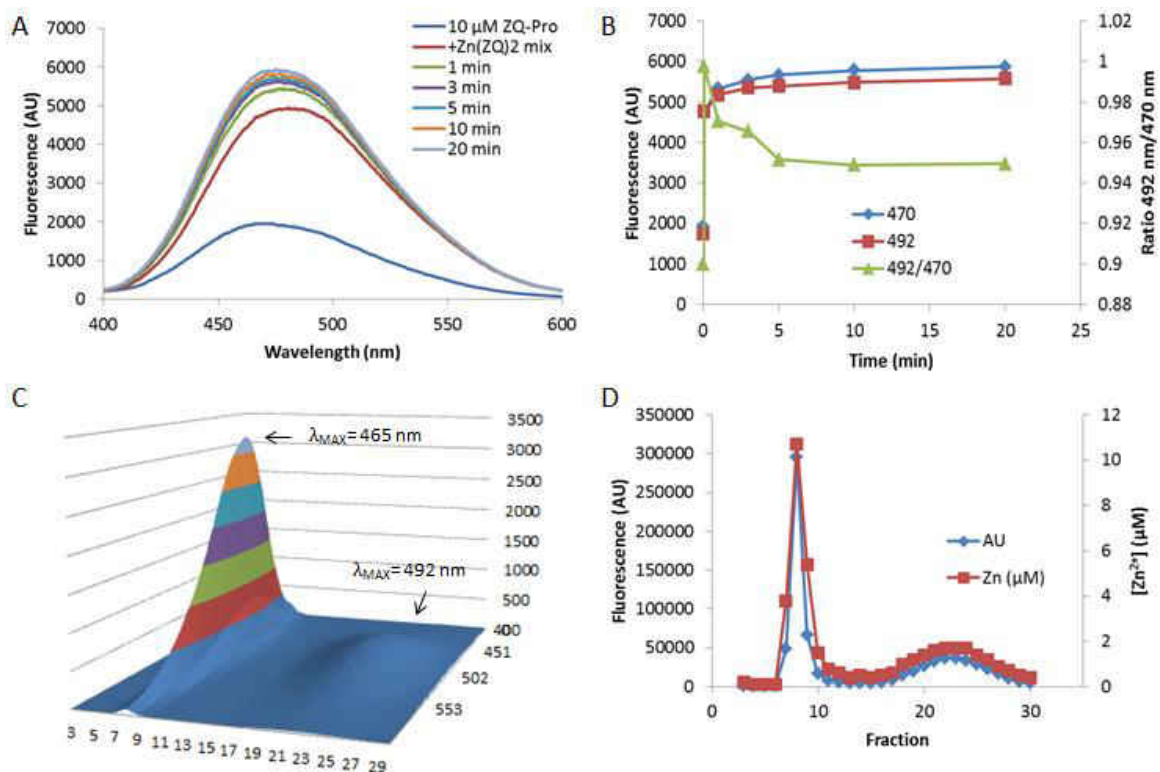 A
7000
6000
5000
4000
3000
2000
1000
0
Fluorescence (AU)
400
450
500
550
600
Wavelength (nm)
10 µM ZQ-Pro
+Zn(ZQ)2 mix
1 min
3 min
5 min
10 min
20 min
B
7000
6000
5000
4000
3000
2000
1000
0
Fluorescence (AU)
1.02
1
0.98
0.96
0.94
0.92
0.9
0.88
Ratio 492 nm/470 nm
0
5
10
15
20
25
Time (min)
470
492
492/470
C
λMAX= 465 nm
λMAX= 492 nm
3500
3000
2500
2000
1500
1000
500
0
400
451
502
553
3 5 7 9 11 13 15 17 19 21 23 25 27 29
D
350000
300000
250000
200000
150000
100000
50000
0
Fluorescence (AU)
12
10
8
6
4
2
0
[Zn²⁺] (µM)
0
10
20
30
Fraction
AU
Zn (µM)